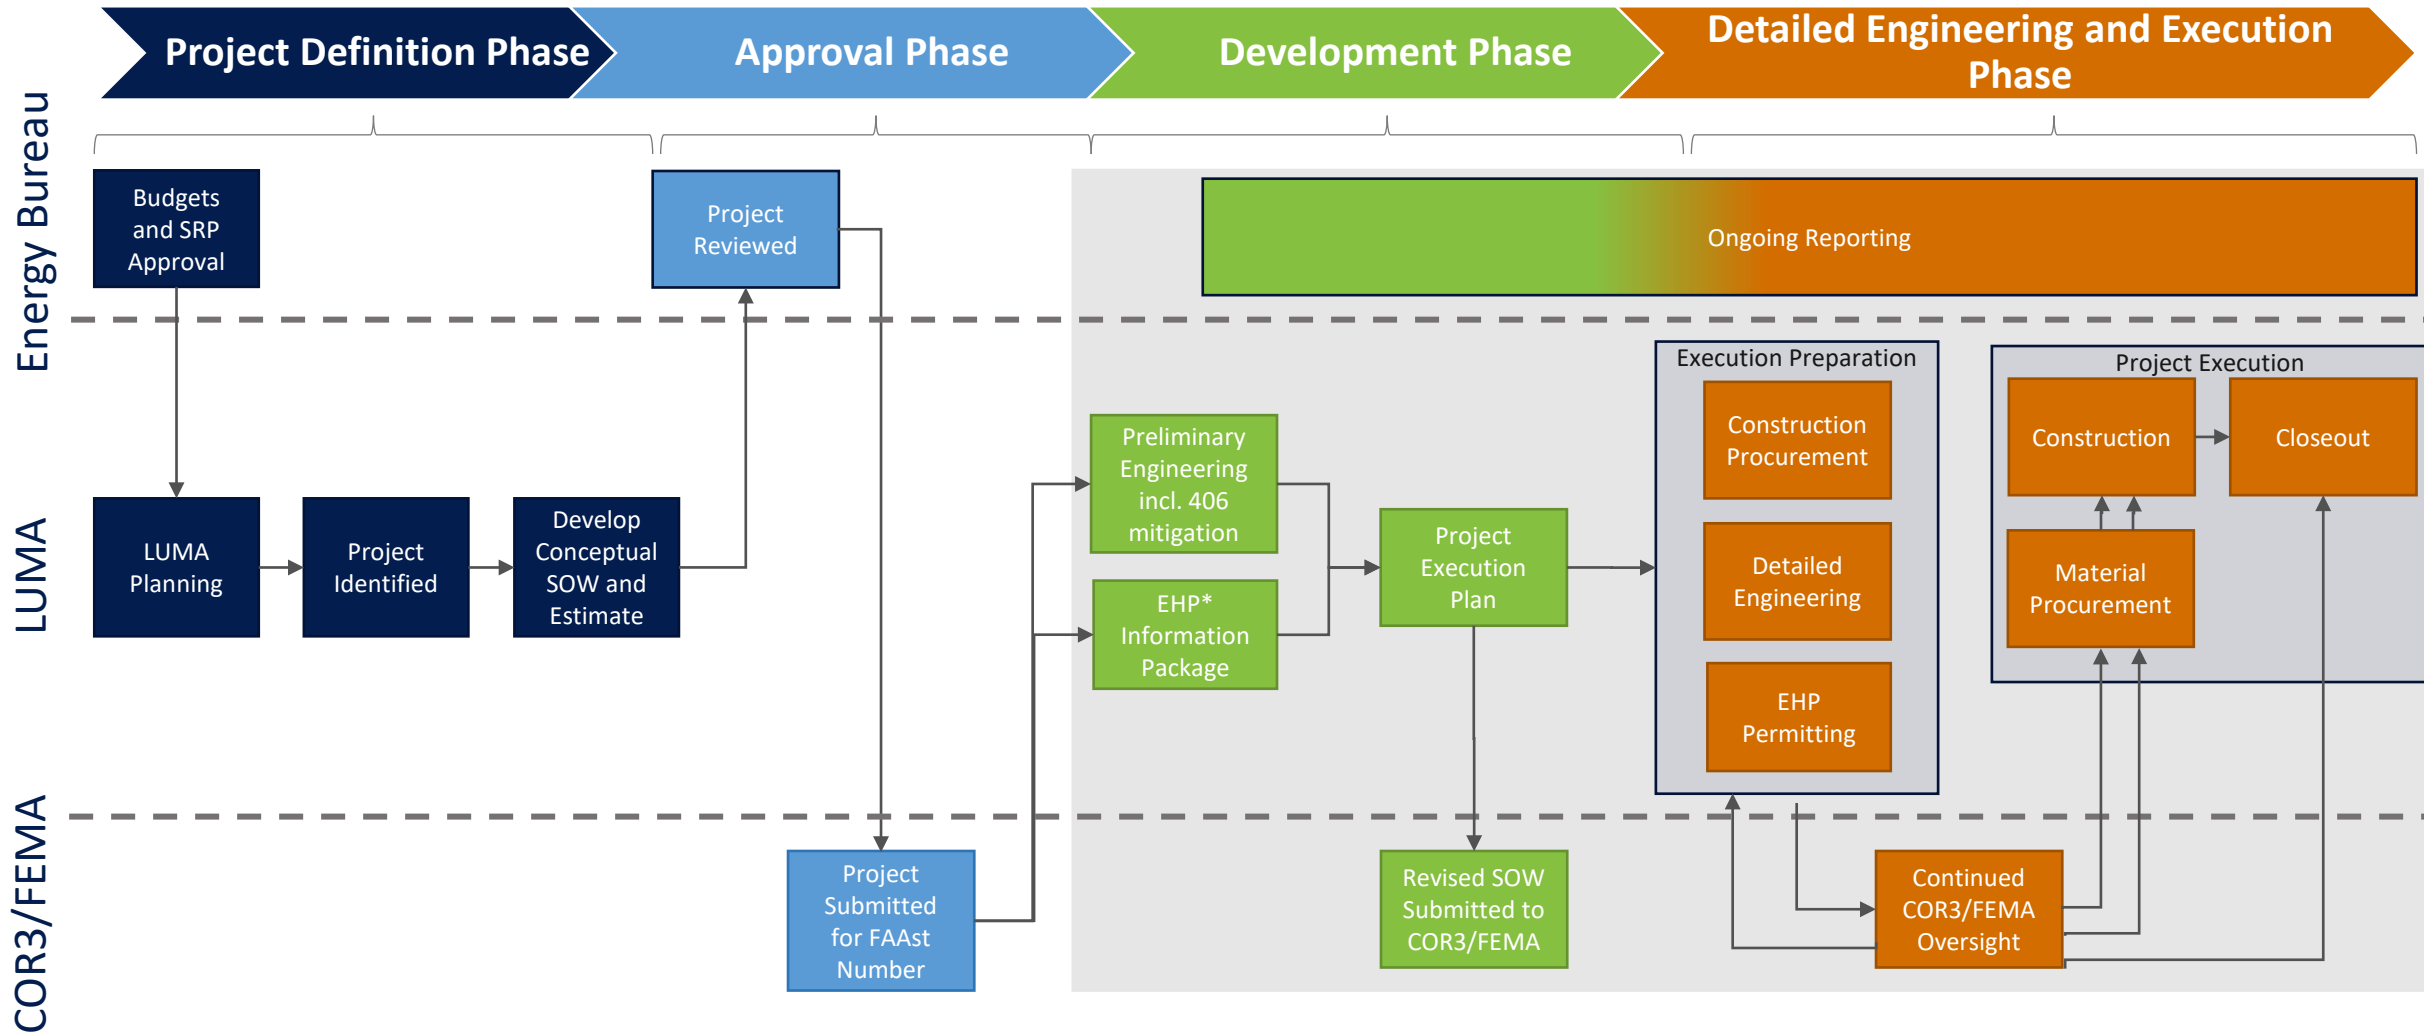 Project Definition Phase
Approval Phase
Development Phase
Detailed Engineering and Execution
Phase
Energy Bureau
Budgets
and SRP
Approval
Project
Reviewed
Ongoing Reporting
LUMA
LUMA
Planning
Project
Identified
Develop
Conceptual
SOW and
Estimate
Preliminary
Engineering
incl. 406
mitigation
EHP*
Information
Package
Project
Execution
Plan
Execution Preparation
Construction
Procurement
Detailed
Engineering
EHP
Permitting
Project Execution
Construction
Closeout
Material
Procurement
COR3/FEMA
Project
Submitted
for FAAst
Number
Revised SOW
Submitted to
COR3/FEMA
Continued
COR3/FEMA
Oversight